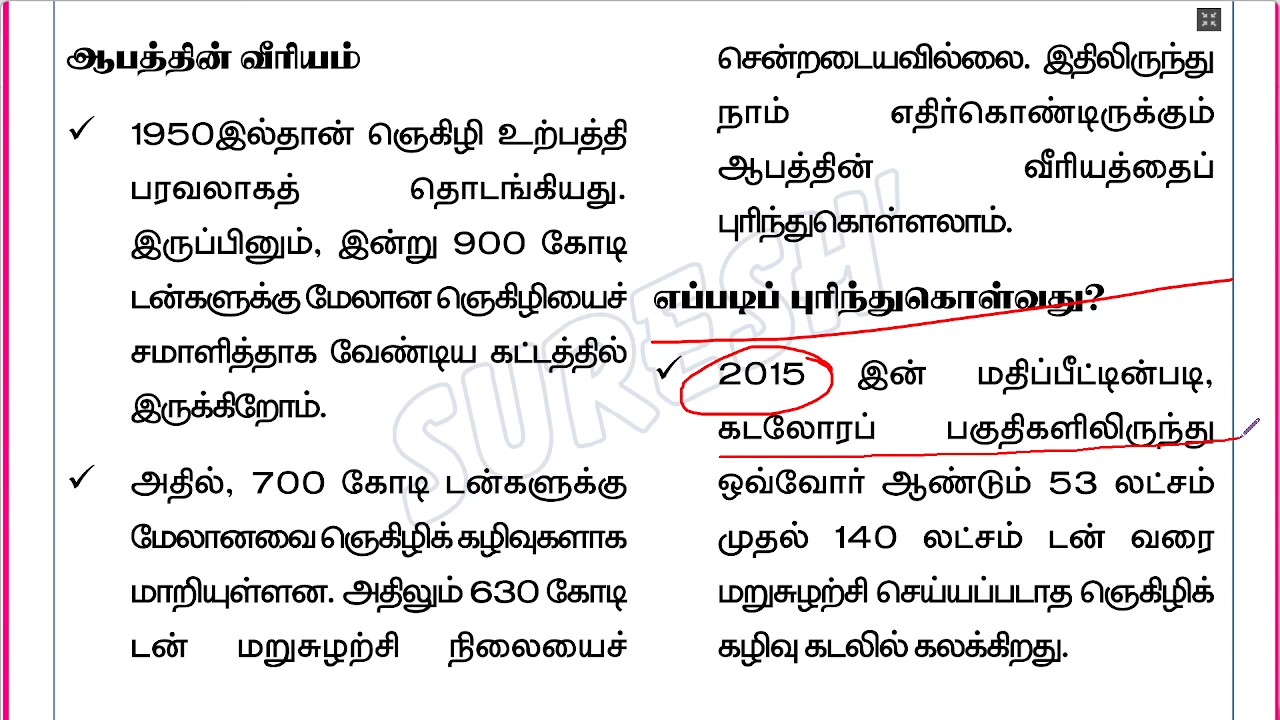 ஆபத்தின் வீரியம்
✓ 1950இல்தான் ஞெகிழி உற்பத்தி
பரவலாகத் தொடங்கியது.
இருப்பினும், இன்று 900 கோடி
டன்களுக்கு மேலான ஞெகிழியைச்
சமாளித்தாக வேண்டிய கட்டத்தில்
இருக்கிறோம்.
✓ அதில், 700 கோடி டன்களுக்கு
மேலானவை ஞெகிழிக் கழிவுகளாக
மாறியுள்ளன. அதிலும் 630 கோடி
டன் மறுசுழற்சி நிலையைச்
சென்றடையவில்லை. இதிலிருந்து
நாம் எதிர்கொண்டிருக்கும்
ஆபத்தின் வீரியத்தைப்
புரிந்துகொள்ளலாம்.
எப்படிப் புரிந்துகொள்வது?
✓ 2015 இன் மதிப்பீட்டின்படி,
கடலோரப் பகுதிகளிலிருந்து
ஒவ்வோர் ஆண்டும் 53 லட்சம்
முதல் 140 லட்சம் டன் வரை
மறுசுழற்சி செய்யப்படாத ஞெகிழிக்
கழிவு கடலில் கலக்கிறது.
SURESH'